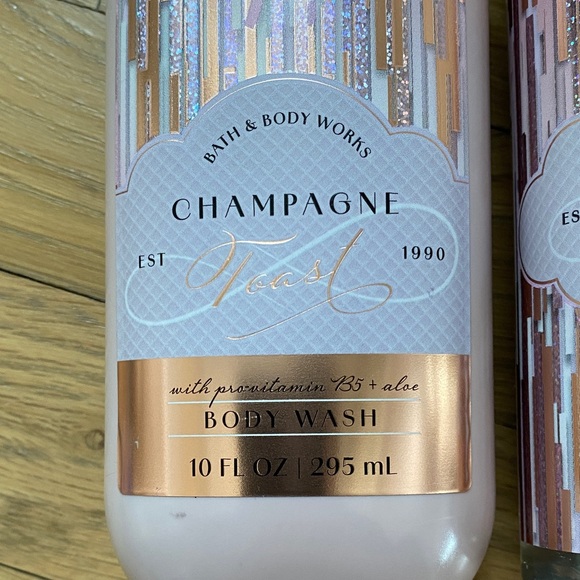 BATH & BODY WORKS
CHAMPAGNE
EST Toast 1990
with pro-vitamin B5 + aloe
BODY WASH
10 FL OZ | 295 mL
ES